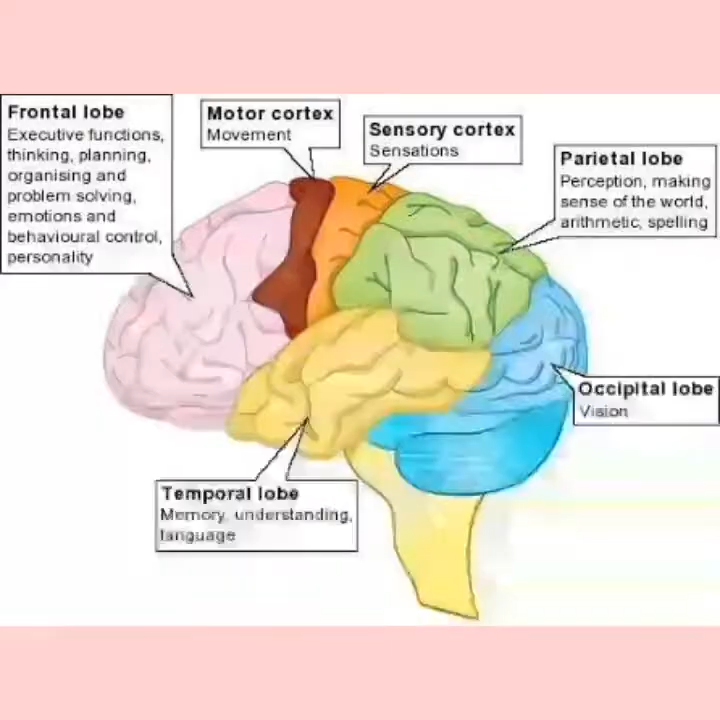 Frontal lobe
Executive functions,
thinking, planning,
organising and
problem solving,
emotions and
behavioural control,
personality
Motor cortex
Movement
Sensory cortex
Sensations
Parietal lobe
Perception, making
sense of the world,
arithmetic, spelling
Occipital lobe
Vision
Temporal lobe
Memory, understanding,
language